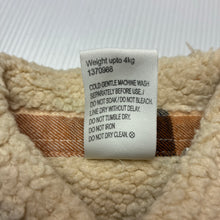 Weight upto 4kg
1370988
COLD/GENTLE MACHINE WASH
SEPARATELY BEFORE USE.
DO NOT SOAK/DO NOT BLEACH.
LINE DRY WITHOUT DELAY.
DO NOT TUMBLE DRY.
DO NOT IRON
DO NOT DRY CLEAN.